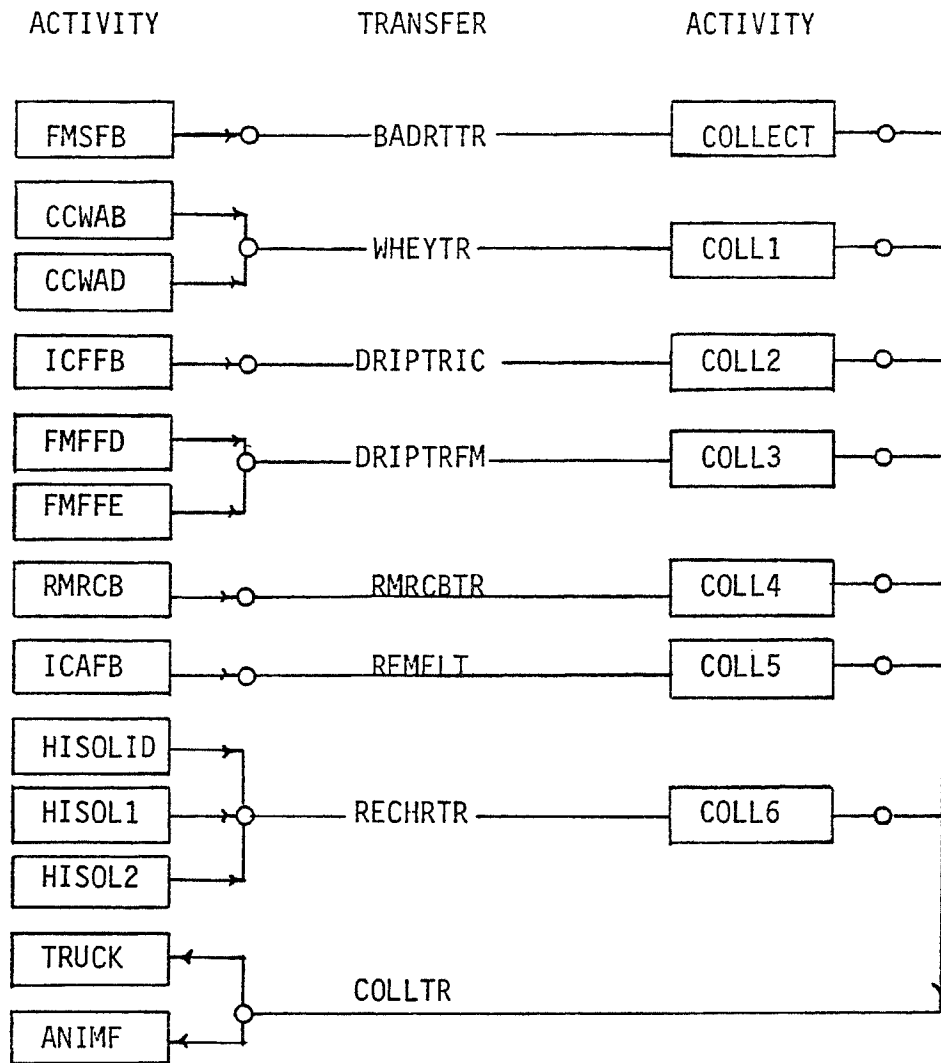 ACTIVITY TRANSFER ACTIVITY
FMSFB BADRTTR COLLECT
CCWAB
WHEYTR COLL1
CCWAD
ICFFB DRIPTRIC COLL2
FMFFD
DRIPTRFM COLL3
FMFFE
RMRCB RMRCBTR COLL4
ICAFB REMELT COLL5
HISOLID
HISOL1 RECHRTR COLL6
HISOL2
TRUCK
COLLTR
ANIMF